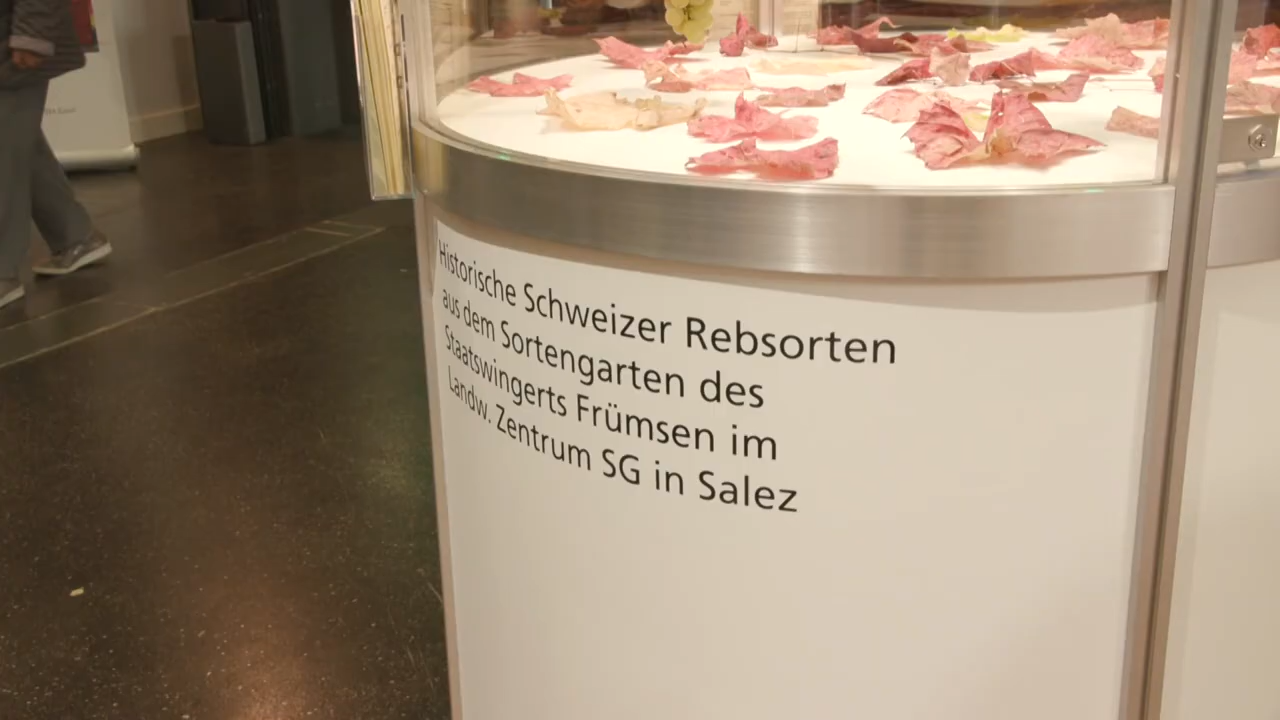 Historische Schweizer Rebsorten
aus dem Sortengarten des
Staatswingerts Frümsen im
Landw. Zentrum SG in Salez